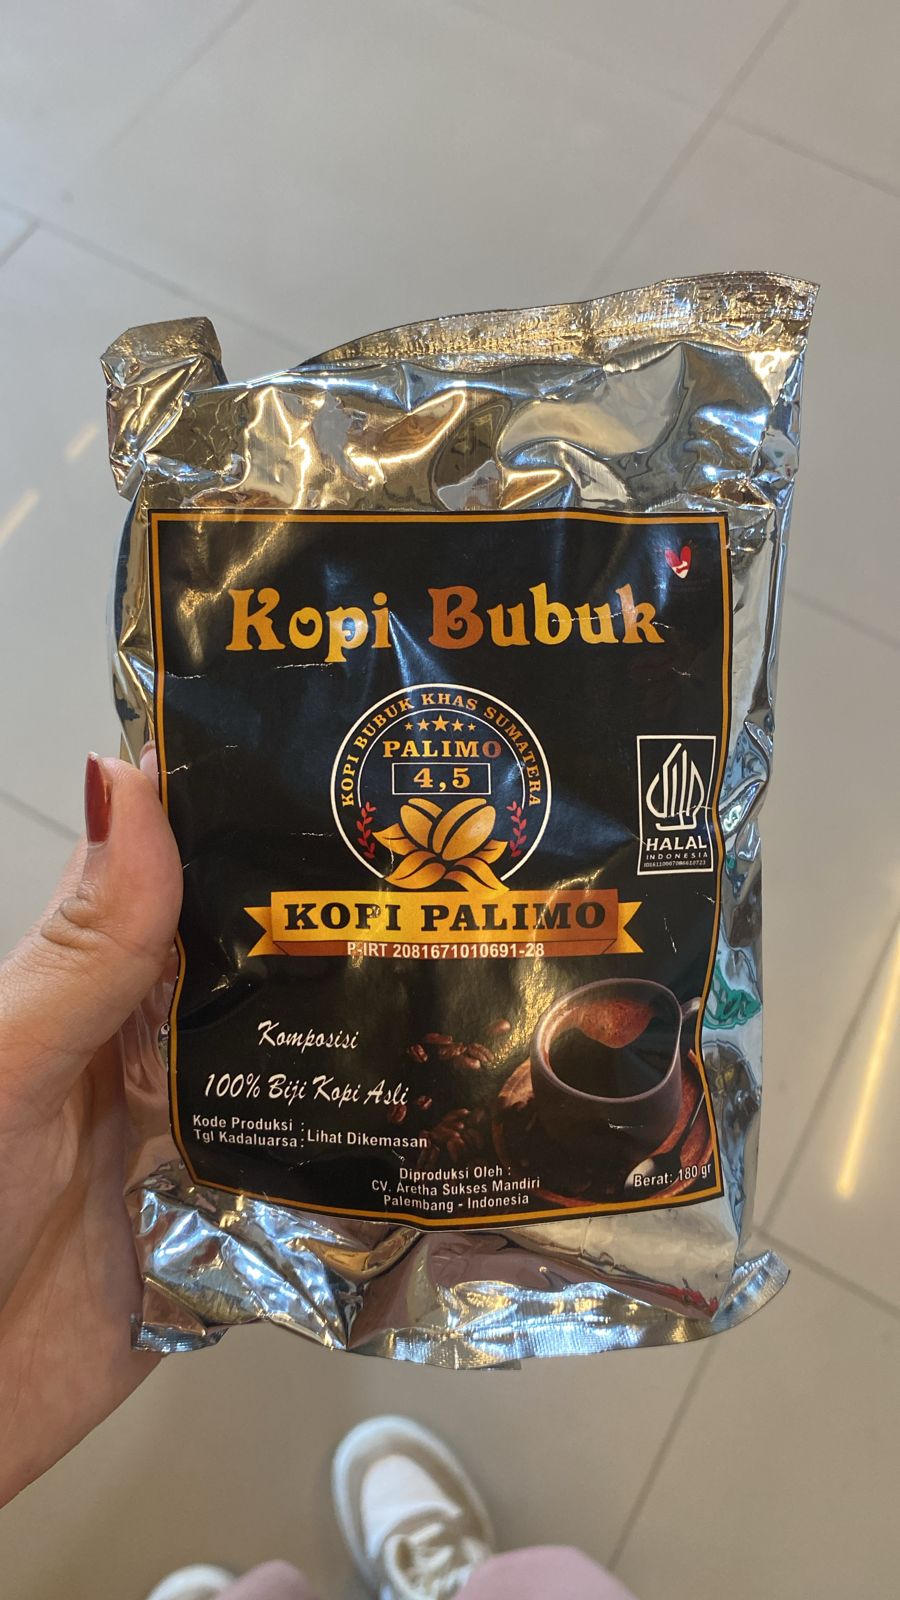 Kopi Bubuk
KOPI BUBUK KHAS SUMATERA
PALIMO
4,5
HALAL
INDONESIA
KOPI PALIMO
P-IRT 2081671010691-28
Komposisi
100% Biji Kopi Asli
Kode Produksi :
Tgl Kadaluarsa : Lihat Dikemasan
Diproduksi Oleh :
CV. Aretha Sukses Mandiri
Palembang - Indonesia
Berat: 180 gr